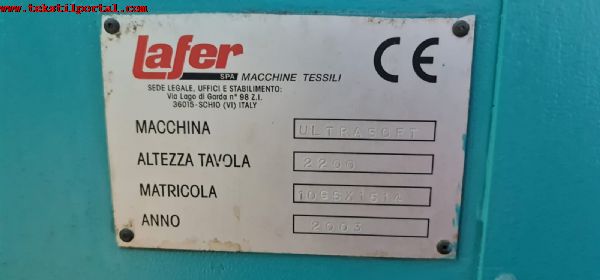 www.tekstilportal.com
Lafer
SPA MACCHINE TESSILI
CE
SEDE LEGALE, UFFICI E STABILIMENTO:
Via Lago di Garda n° 98 Z.I.
36015-SCHIO (VI) ITALY
MACCHINA ULTRASOFT
ALTEZZA TAVOLA 2200
MATRICOLA
ANNO 2003